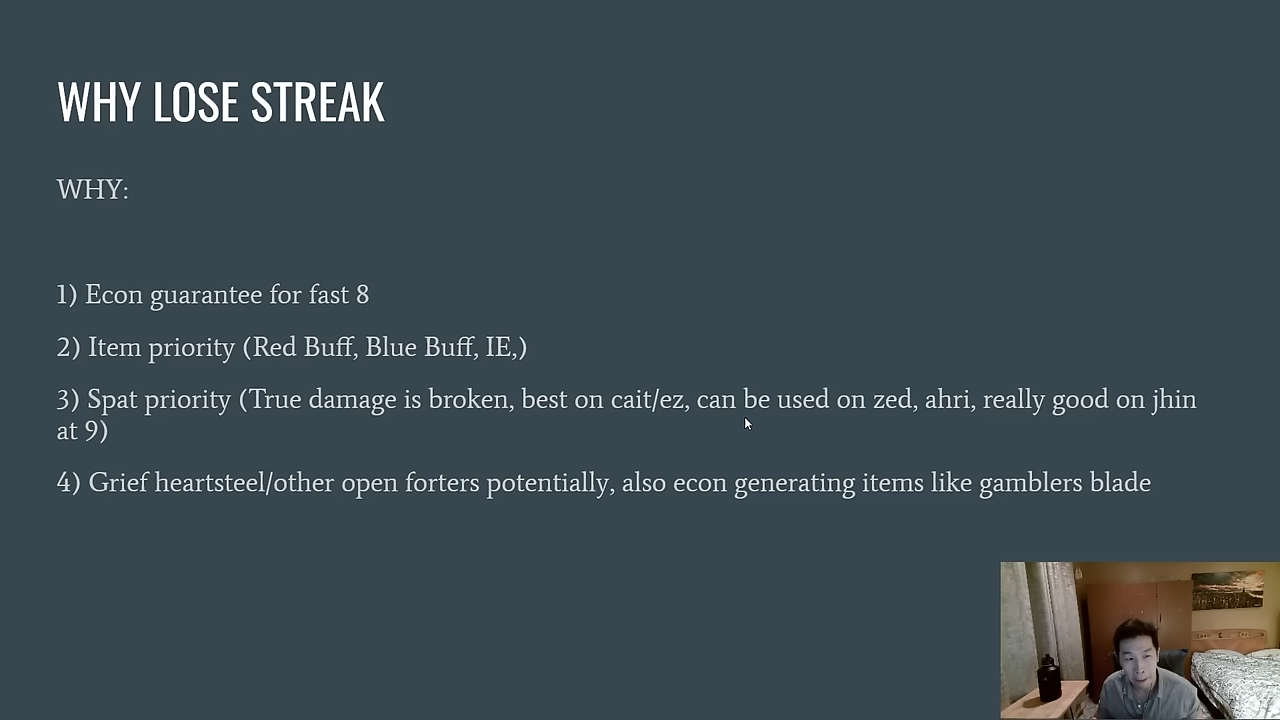 WHY LOSE STREAK
WHY:
1) Econ guarantee for fast 8
2) Item priority (Red Buff, Blue Buff, IE,)
3) Spat priority (True damage is broken, best on cait/ez, can be used on zed, ahri, really good on jhin
at 9)
4) Grief heartsteel/other open forters potentially, also econ generating items like gamblers blade